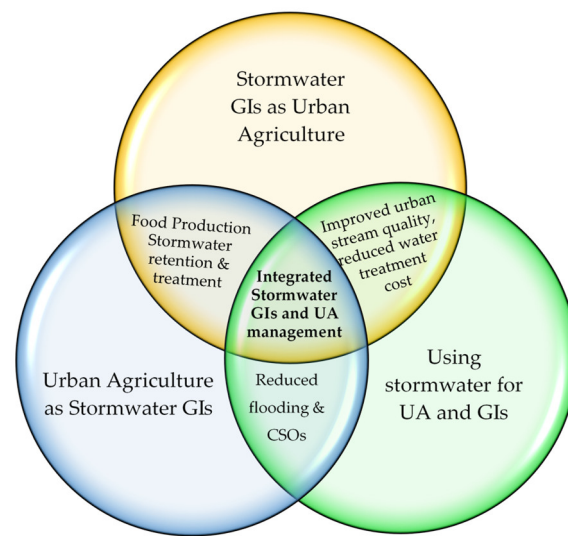 Stormwater
GIs as Urban
Agriculture
Food Production
Stormwater
retention &
treatment
Improved urban
stream quality,
reduced water
treatment
cost
Integrated
Stormwater
GIs and UA
management
Urban Agriculture
as Stormwater GIs
Reduced
flooding &
CSOs
Using
stormwater for
UA and GIs